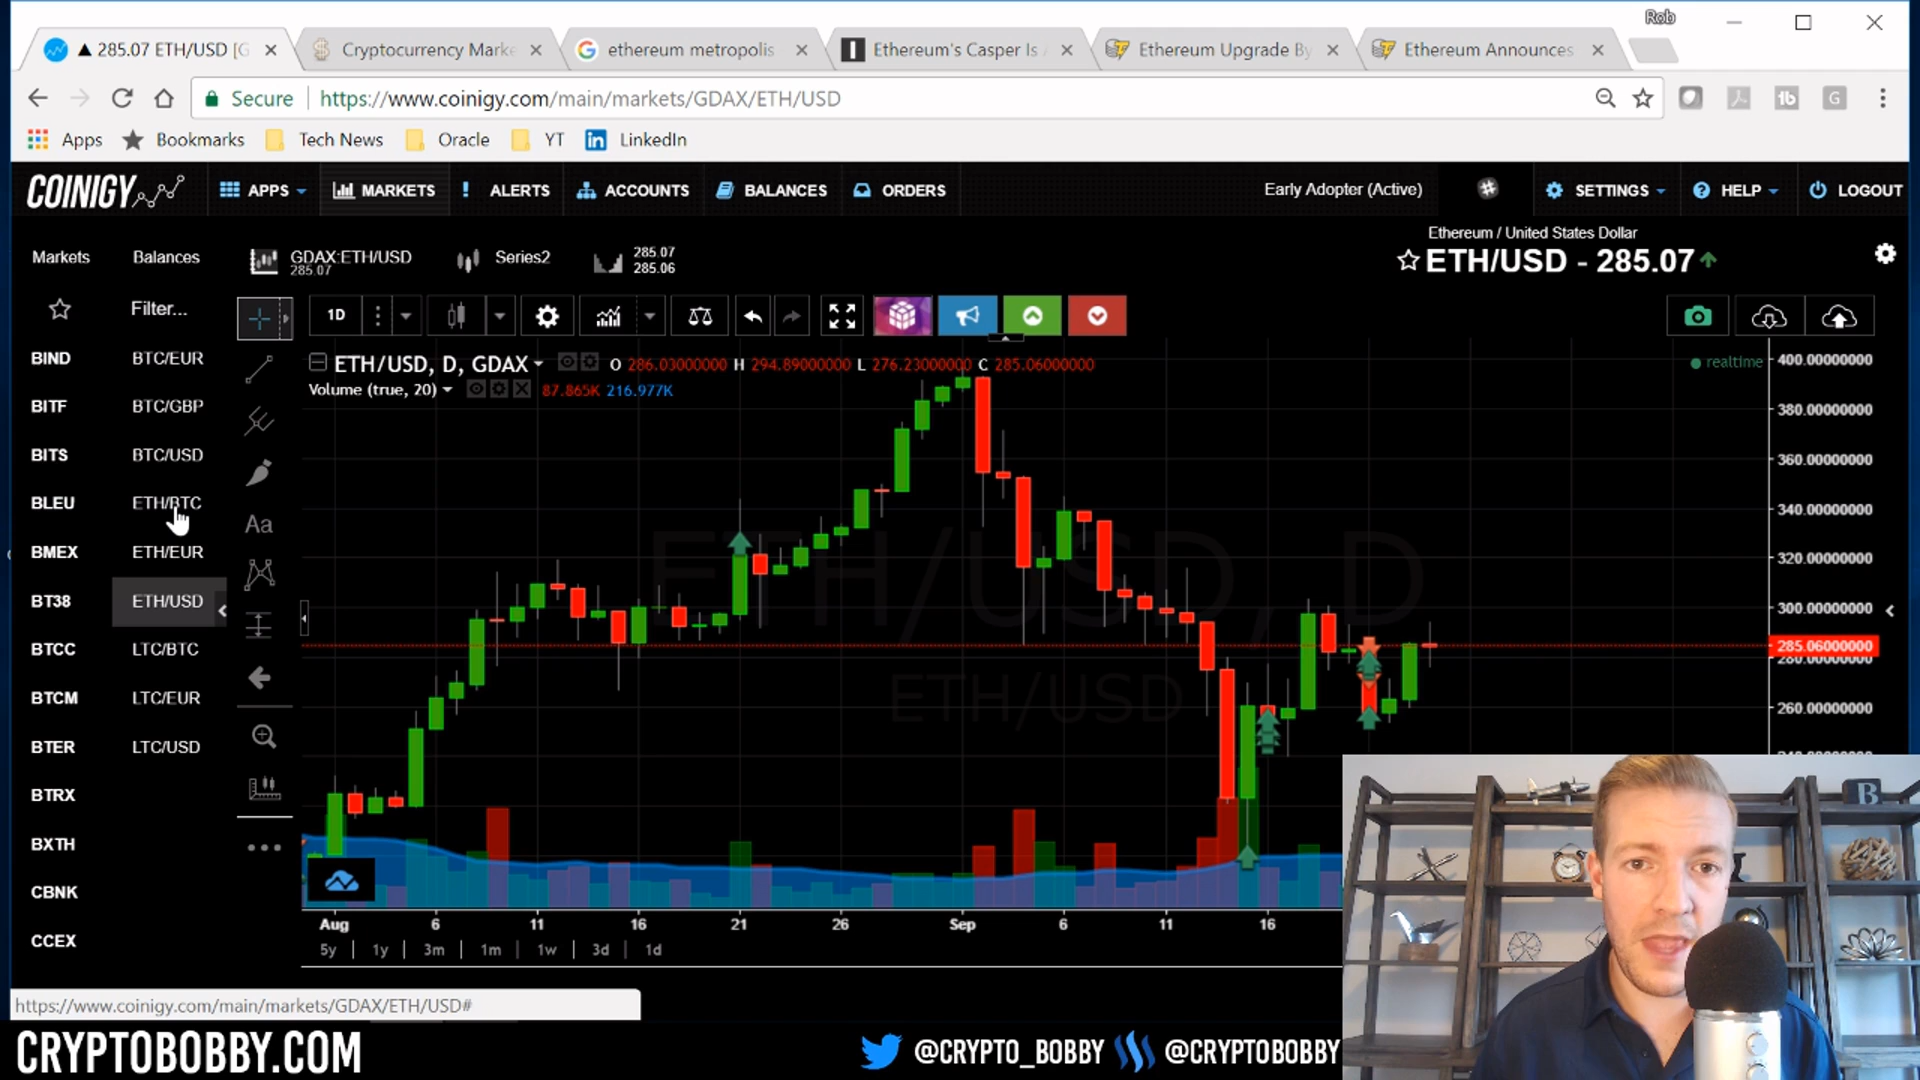 Rob
▲ 285.07 ETH/USD [G
Cryptocurrency Marke
ethereum metropolis
Ethereum's Casper Is
Ethereum Upgrade By
Ethereum Announces
Secure
https://www.coinigy.com/main/markets/GDAX/ETH/USD
Apps
Bookmarks
Tech News
Oracle
YT
LinkedIn
COINIGY
APPS
MARKETS
ALERTS
ACCOUNTS
BALANCES
ORDERS
Early Adopter (Active)
SETTINGS
HELP
LOGOUT
Markets
Balances
GDAX:ETH/USD
285.07
Series2
285.07
285.06
Ethereum / United States Dollar
ETH/USD - 285.07
Filter...
1D
BIND BTC/EUR
BITF BTC/GBP
BITS BTC/USD
BLEU ETH/BTC
BMEX ETH/EUR
BT38 ETH/USD
BTCC LTC/BTC
BTCM LTC/EUR
BTER LTC/USD
BTRX
BXTH
CBNK
CCEX
Aa
ETH/USD, D, GDAX
O 286.03000000 H 294.89000000 L 276.23000000 C 285.06000000
Volume (true, 20)
87.865K 216.977K
realtime
ETH/USD, D
ETH/USD
400.00000000
380.00000000
360.00000000
340.00000000
320.00000000
300.00000000
285.06000000
280.00000000
260.00000000
Aug 6 11 16 21 26 Sep 6 11 16
5y 1y 3m 1m 1w 3d 1d
https://www.coinigy.com/main/markets/GDAX/ETH/USD#
B
CRYPTOBOBBY.COM
@CRYPTO_BOBBY
@CRYPTOBOBBY